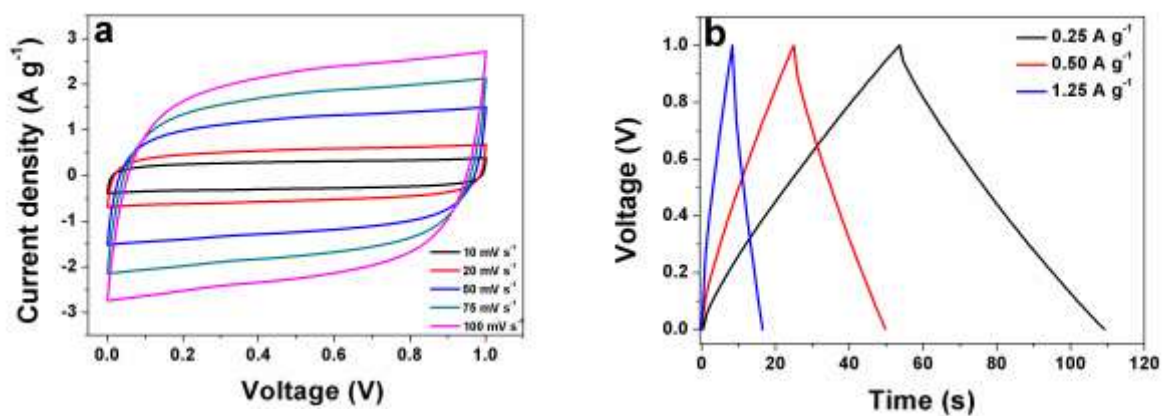 a
Current density (A g⁻¹)
3
2
1
0
-1
-2
-3
10 mV s⁻¹
20 mV s⁻¹
50 mV s⁻¹
75 mV s⁻¹
100 mV s⁻¹
0.0 0.2 0.4 0.6 0.8 1.0
Voltage (V)
b
Voltage (V)
1.0
0.8
0.6
0.4
0.2
0.0
0.25 A g⁻¹
0.50 A g⁻¹
1.25 A g⁻¹
0 20 40 60 80 100 120
Time (s)